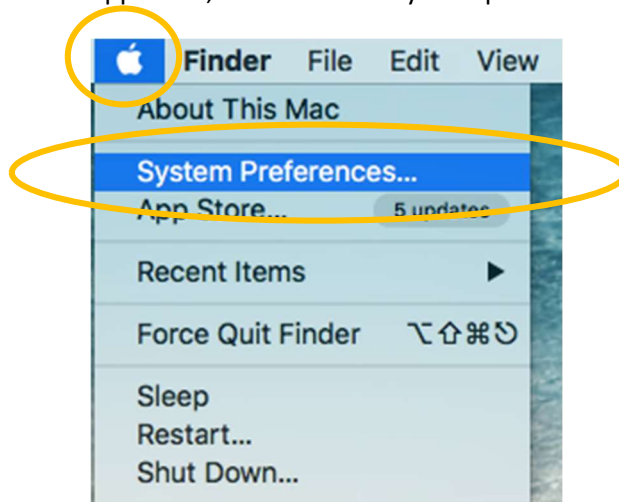 Finder File Edit View
About This Mac
System Preferences...
App Store... 5 updates
Recent Items
Force Quit Finder ⌥⇧⌘⎋
Sleep
Restart...
Shut Down...